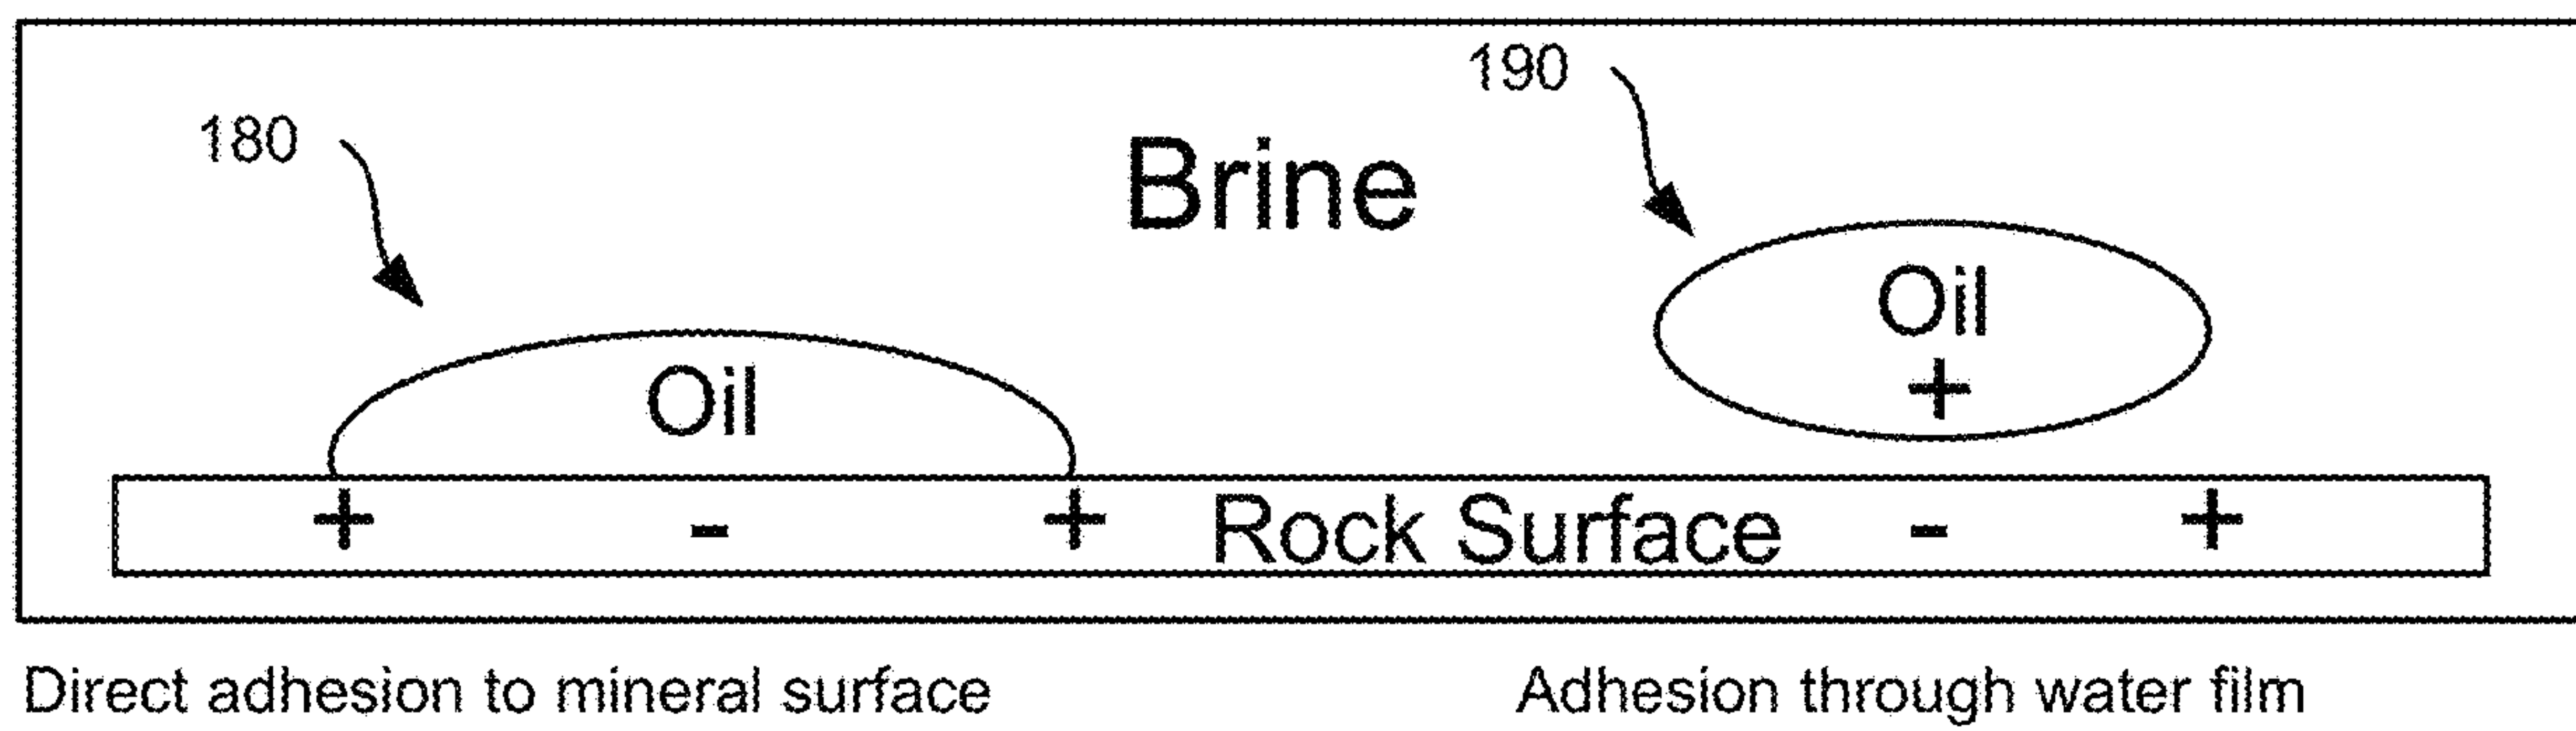 190
180
Brine
Oil
+
Oil
+ - + Rock Surface - +
Direct adhesion to mineral surface
Adhesion through water film